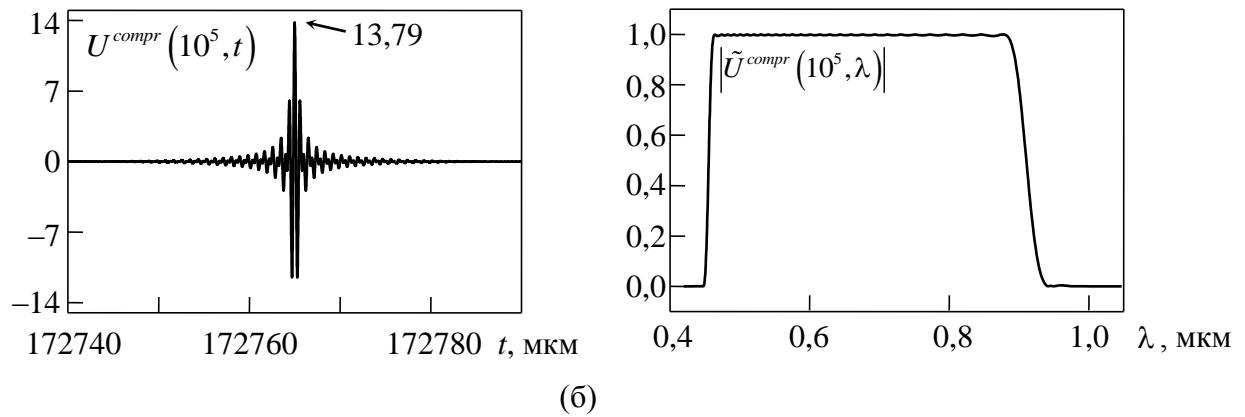 14
7
0
−7
−14
U^{compr}(10^5, t)
13,79
172740 172760 172780 t, мкм
1,0
0,8
0,6
0,4
0,2
0,0
|Ũ^{compr}(10^5, λ)|
0,4 0,6 0,8 1,0 λ, мкм
(б)